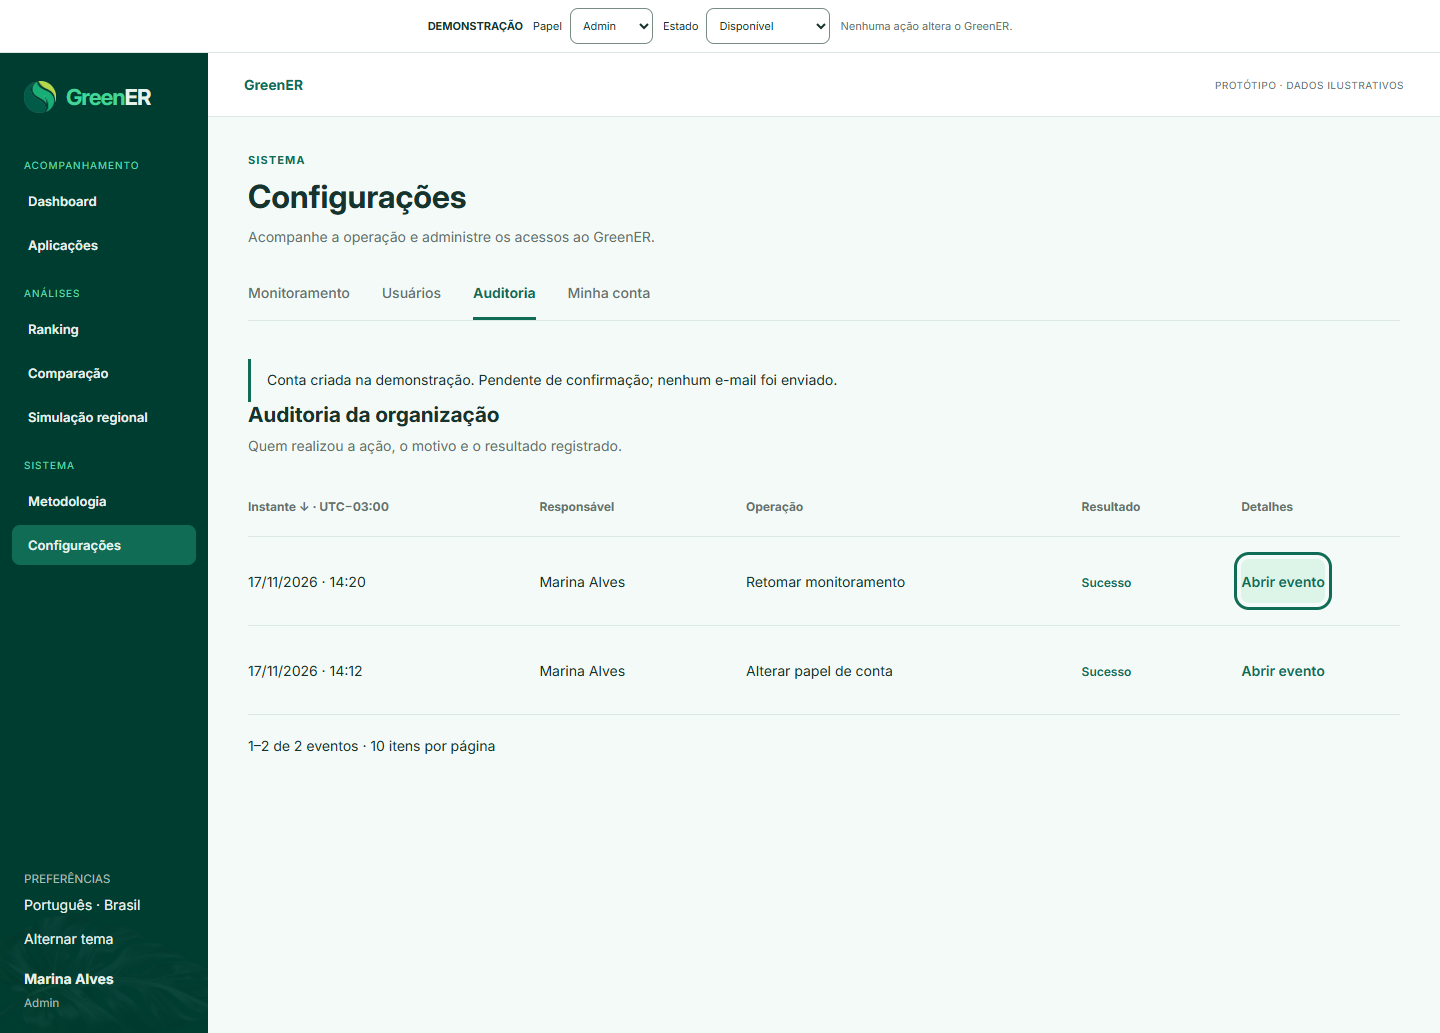 DEMONSTRAÇÃO Papel Admin Estado Disponível Nenhuma ação altera o GreenER.
GreenER
ACOMPANHAMENTO
Dashboard
Aplicações
ANÁLISES
Ranking
Comparação
Simulação regional
SISTEMA
Metodologia
Configurações
PREFERÊNCIAS
Português · Brasil
Alternar tema
Marina Alves
Admin
GreenER PROTÓTIPO · DADOS ILUSTRATIVOS
SISTEMA
Configurações
Acompanhe a operação e administre os acessos ao GreenER.
Monitoramento Usuários Auditoria Minha conta
Conta criada na demonstração. Pendente de confirmação; nenhum e-mail foi enviado.
Auditoria da organização
Quem realizou a ação, o motivo e o resultado registrado.
Instante ↓ · UTC−03:00 Responsável Operação Resultado Detalhes
17/11/2026 · 14:20 Marina Alves Retomar monitoramento Sucesso Abrir evento
17/11/2026 · 14:12 Marina Alves Alterar papel de conta Sucesso Abrir evento
1–2 de 2 eventos · 10 itens por página